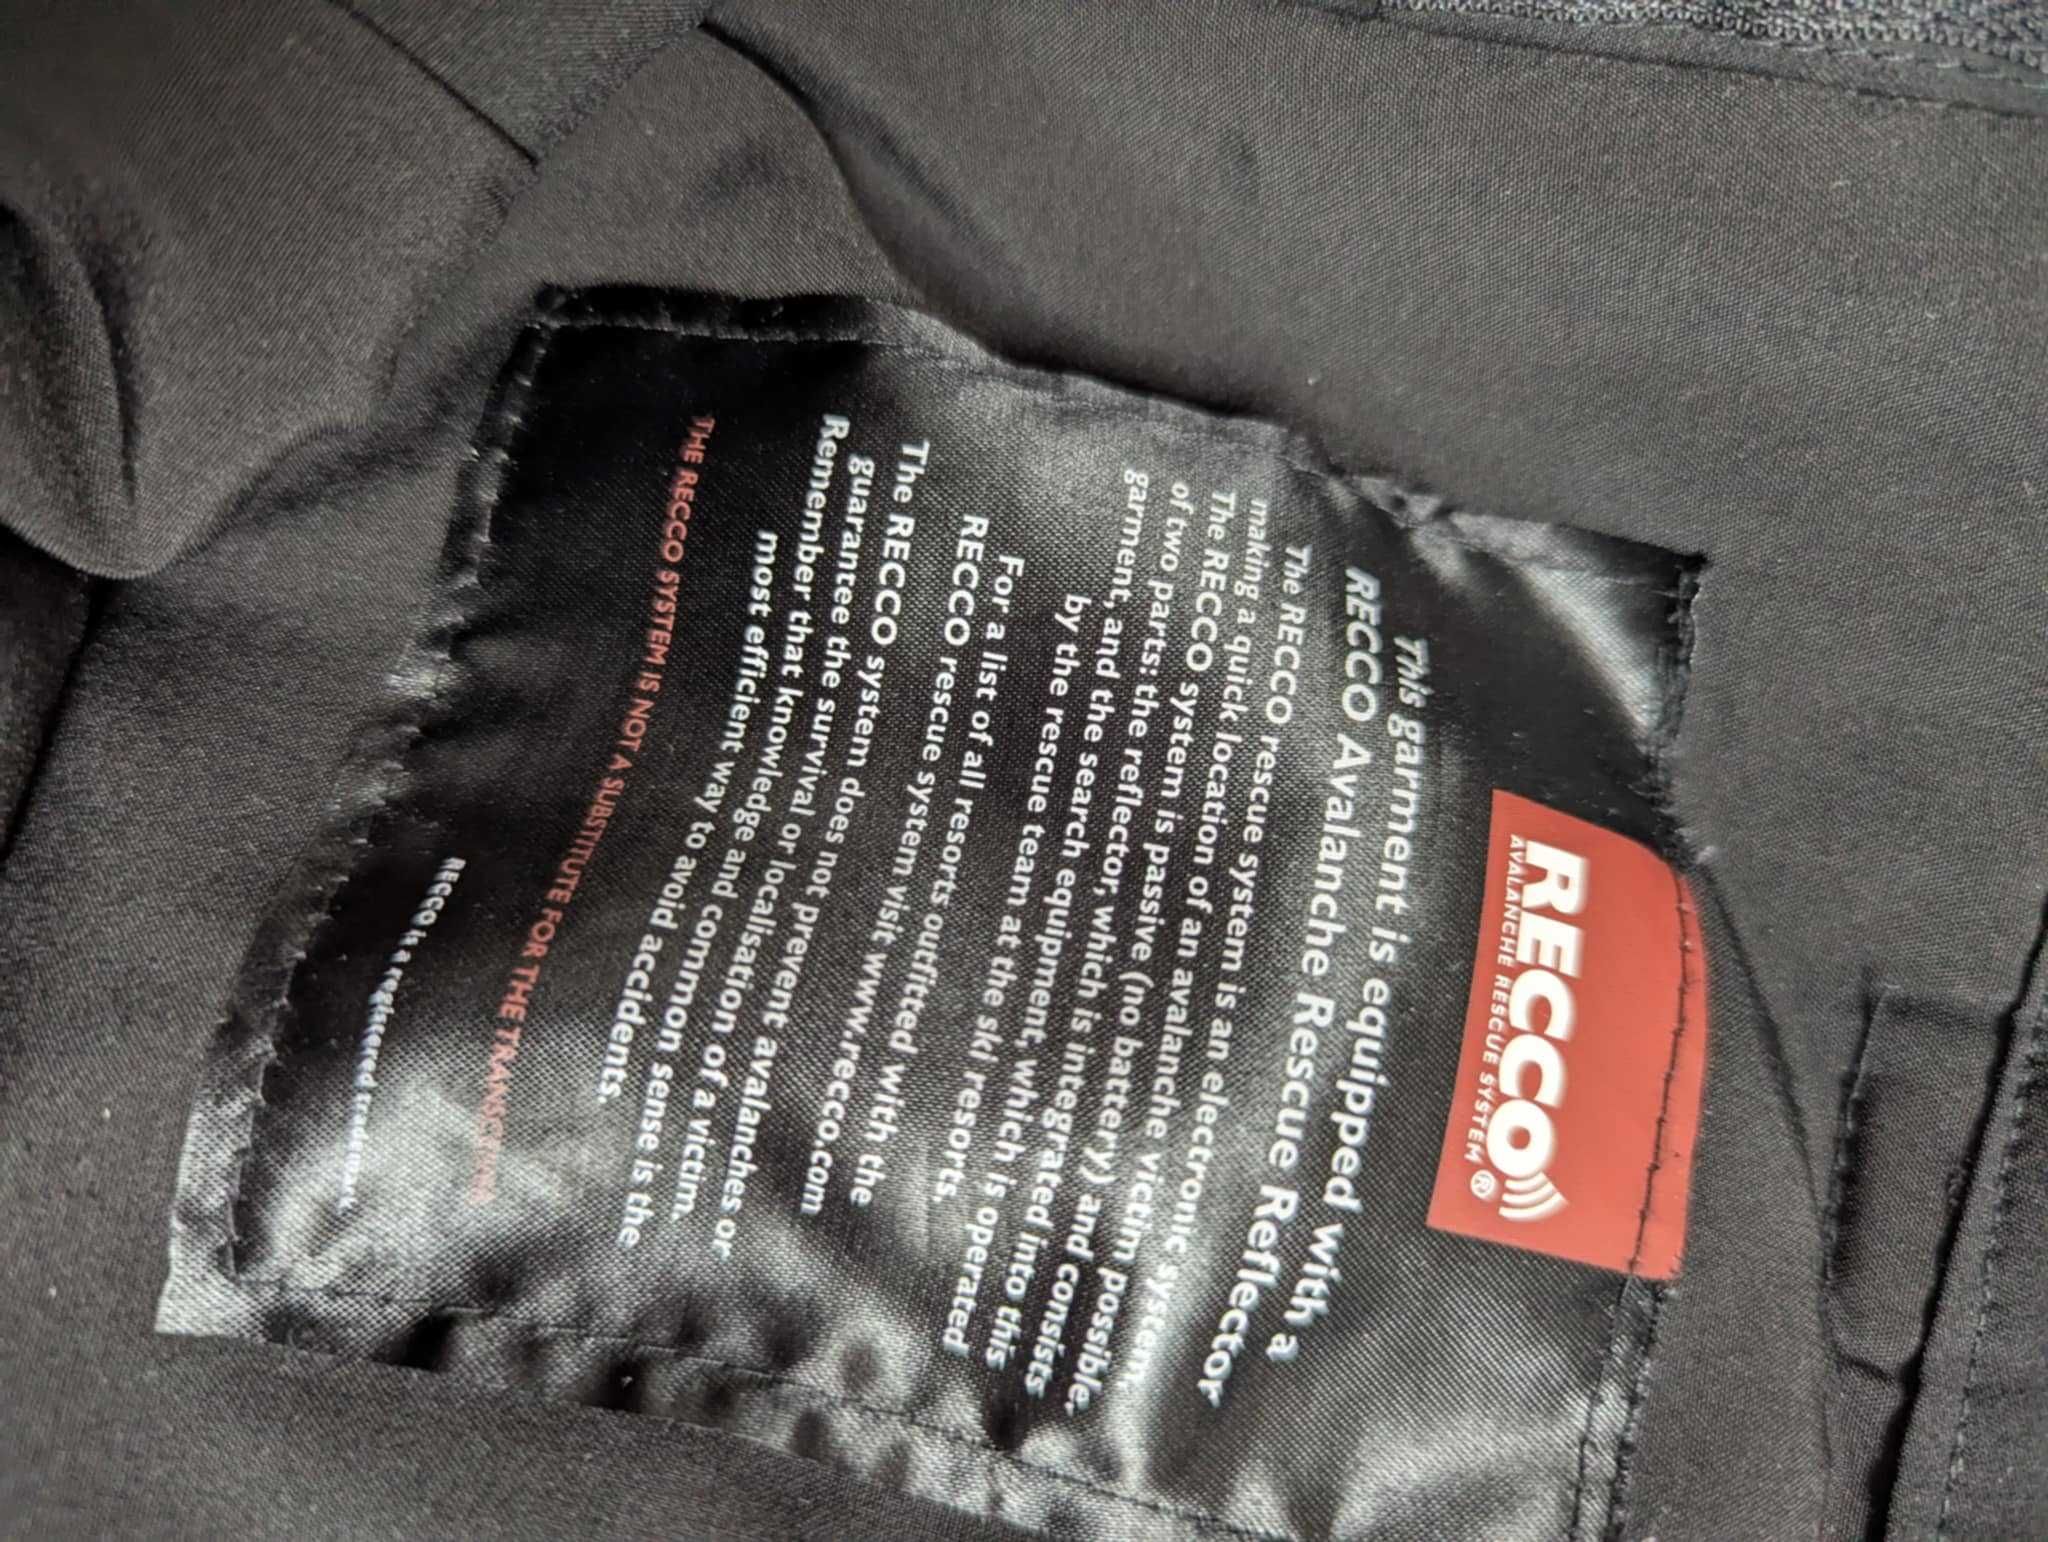 RECCO
AVALANCHE RESCUE SYSTEM®
This garment is equipped with a
RECCO Avalanche Rescue Reflector
The RECCO rescue system is an electronic system,
making a quick location of an avalanche victim possible.
The RECCO system is passive (no battery) and consists
of two parts: the reflector, which is integrated into this
garment, and the search equipment, which is operated
by the rescue team at the ski resorts.
For a list of all resorts outfitted with the
RECCO rescue system visit www.recco.com
The RECCO system does not prevent avalanches or
guarantee the survival or localisation of a victim.
Remember that knowledge and common sense is the
most efficient way to avoid accidents.
THE RECCO SYSTEM IS NOT A SUBSTITUTE FOR THE TRANSCEIVER
RECCO is a registered trademark